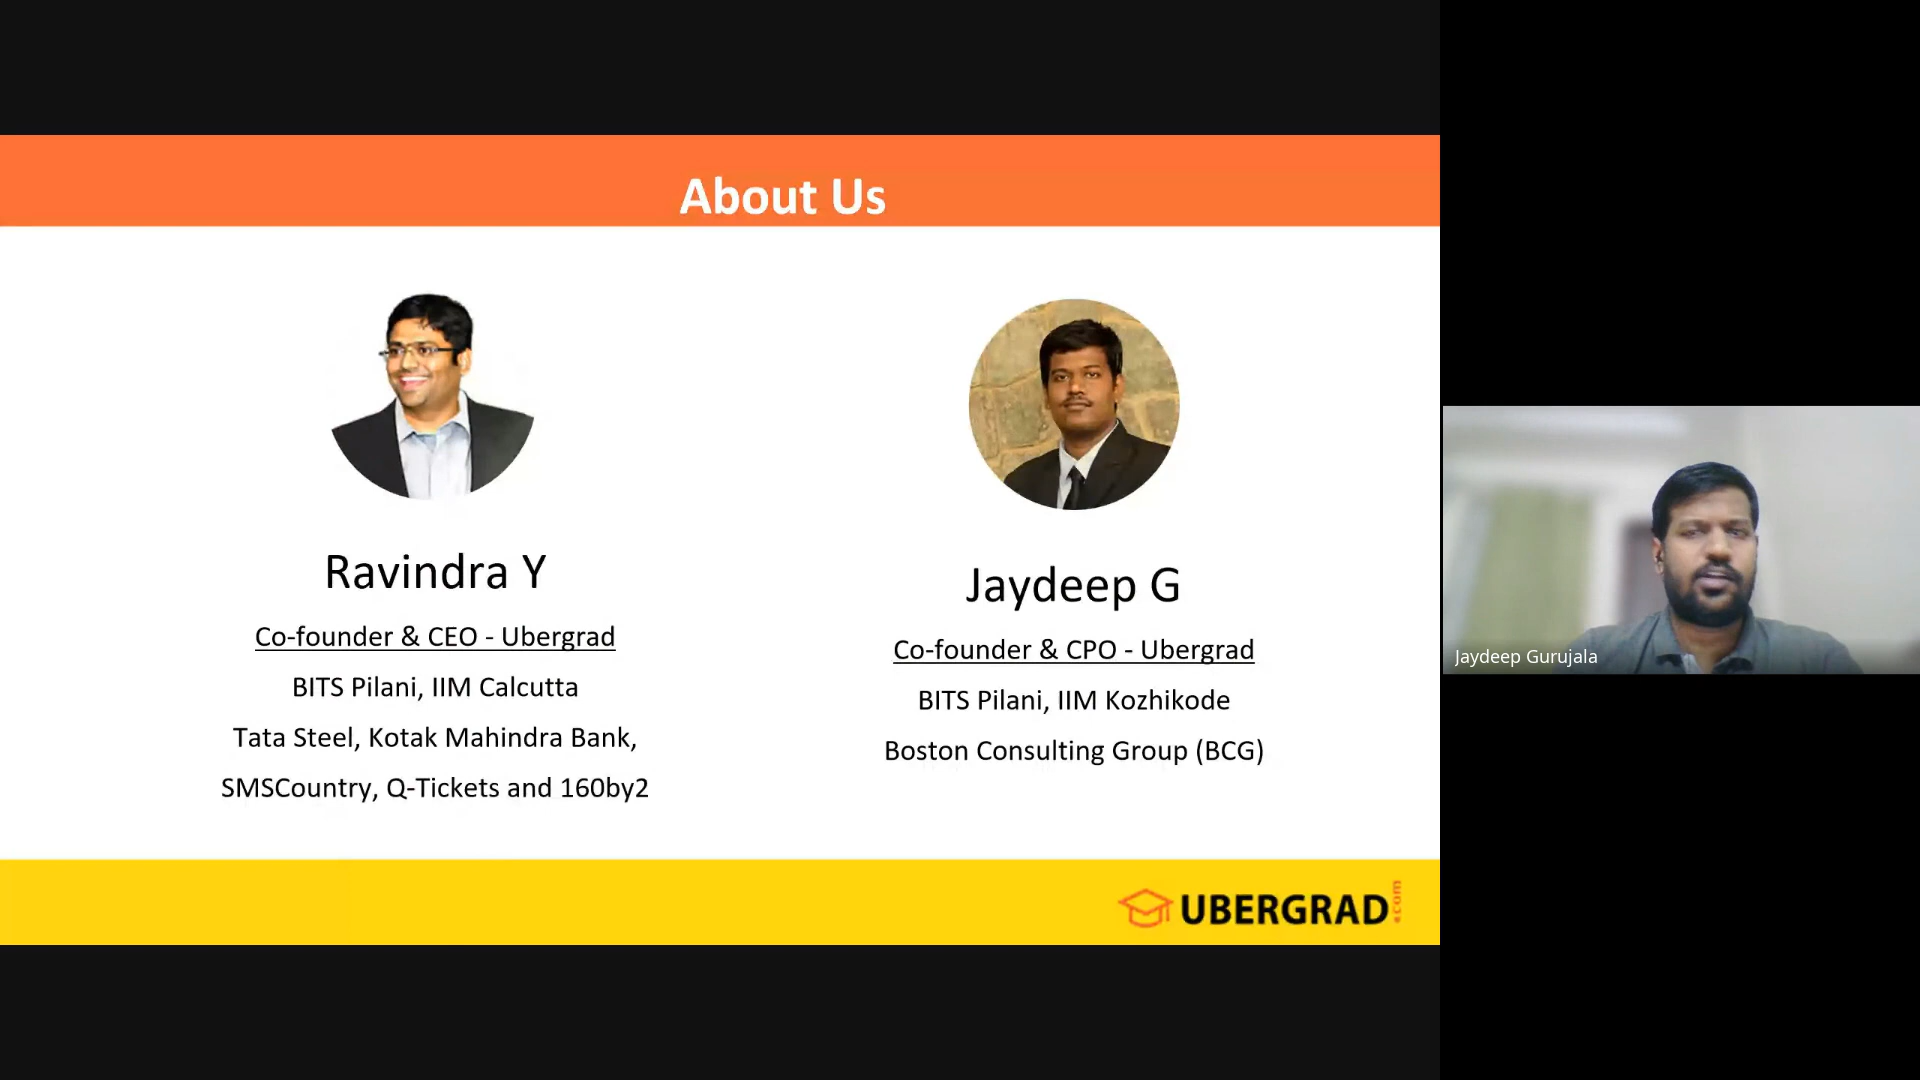 About Us
Ravindra Y
Co-founder & CEO - Ubergrad
BITS Pilani, IIM Calcutta
Tata Steel, Kotak Mahindra Bank,
SMSCountry, Q-Tickets and 160by2
Jaydeep G
Co-founder & CPO - Ubergrad
BITS Pilani, IIM Kozhikode
Boston Consulting Group (BCG)
UBERGRAD.com
Jaydeep Gurujala